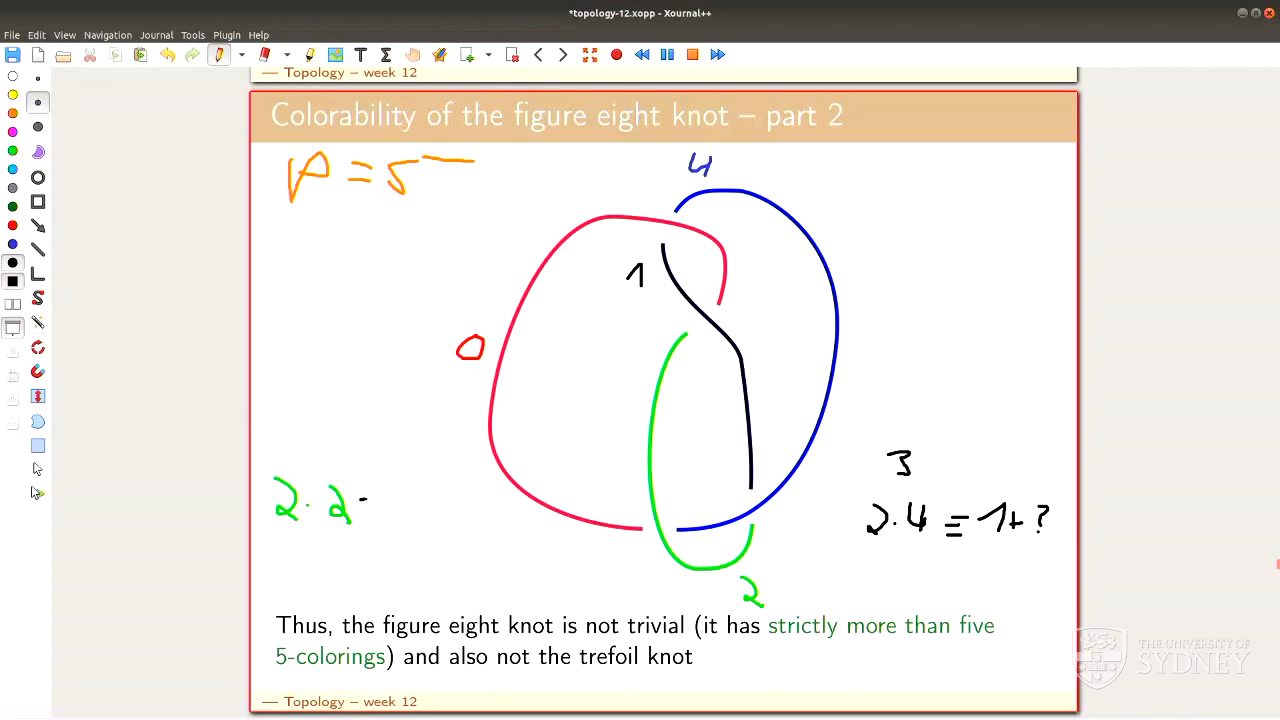 *topology-12.xopp - Xournal++
File Edit View Navigation Journal Tools Plugin Help
— Topology – week 12
Colorability of the figure eight knot – part 2
p = 5
4
1
0
3
2 · 2
2 · 4 ≡ 1 + ?
2
Thus, the figure eight knot is not trivial (it has strictly more than five
5-colorings) and also not the trefoil knot
THE UNIVERSITY OF
SYDNEY
— Topology – week 12